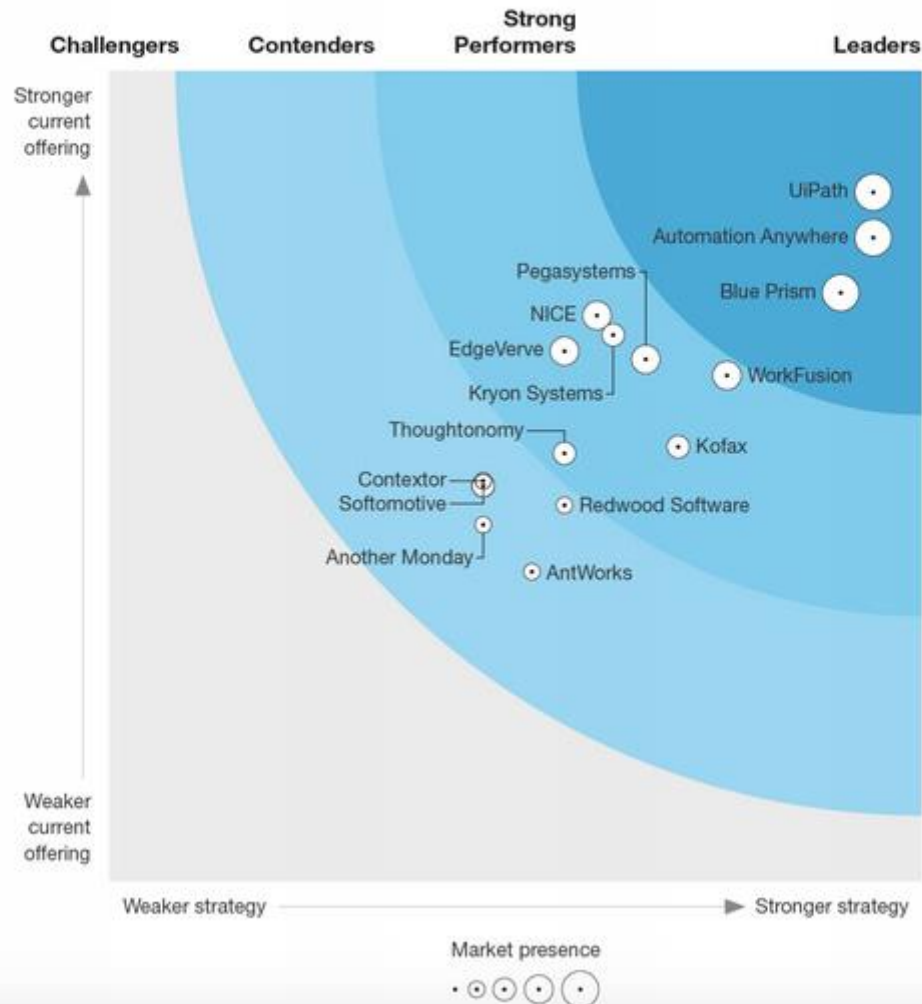 Strong
Challengers Contenders Performers Leaders
Stronger
current
offering
UiPath
Automation Anywhere
Pegasystems
Blue Prism
NICE
EdgeVerve
WorkFusion
Kryon Systems
Thoughtonomy
Kofax
Contextor
Softomotive
Redwood Software
Another Monday
AntWorks
Weaker
current
offering
Weaker strategy Stronger strategy
Market presence